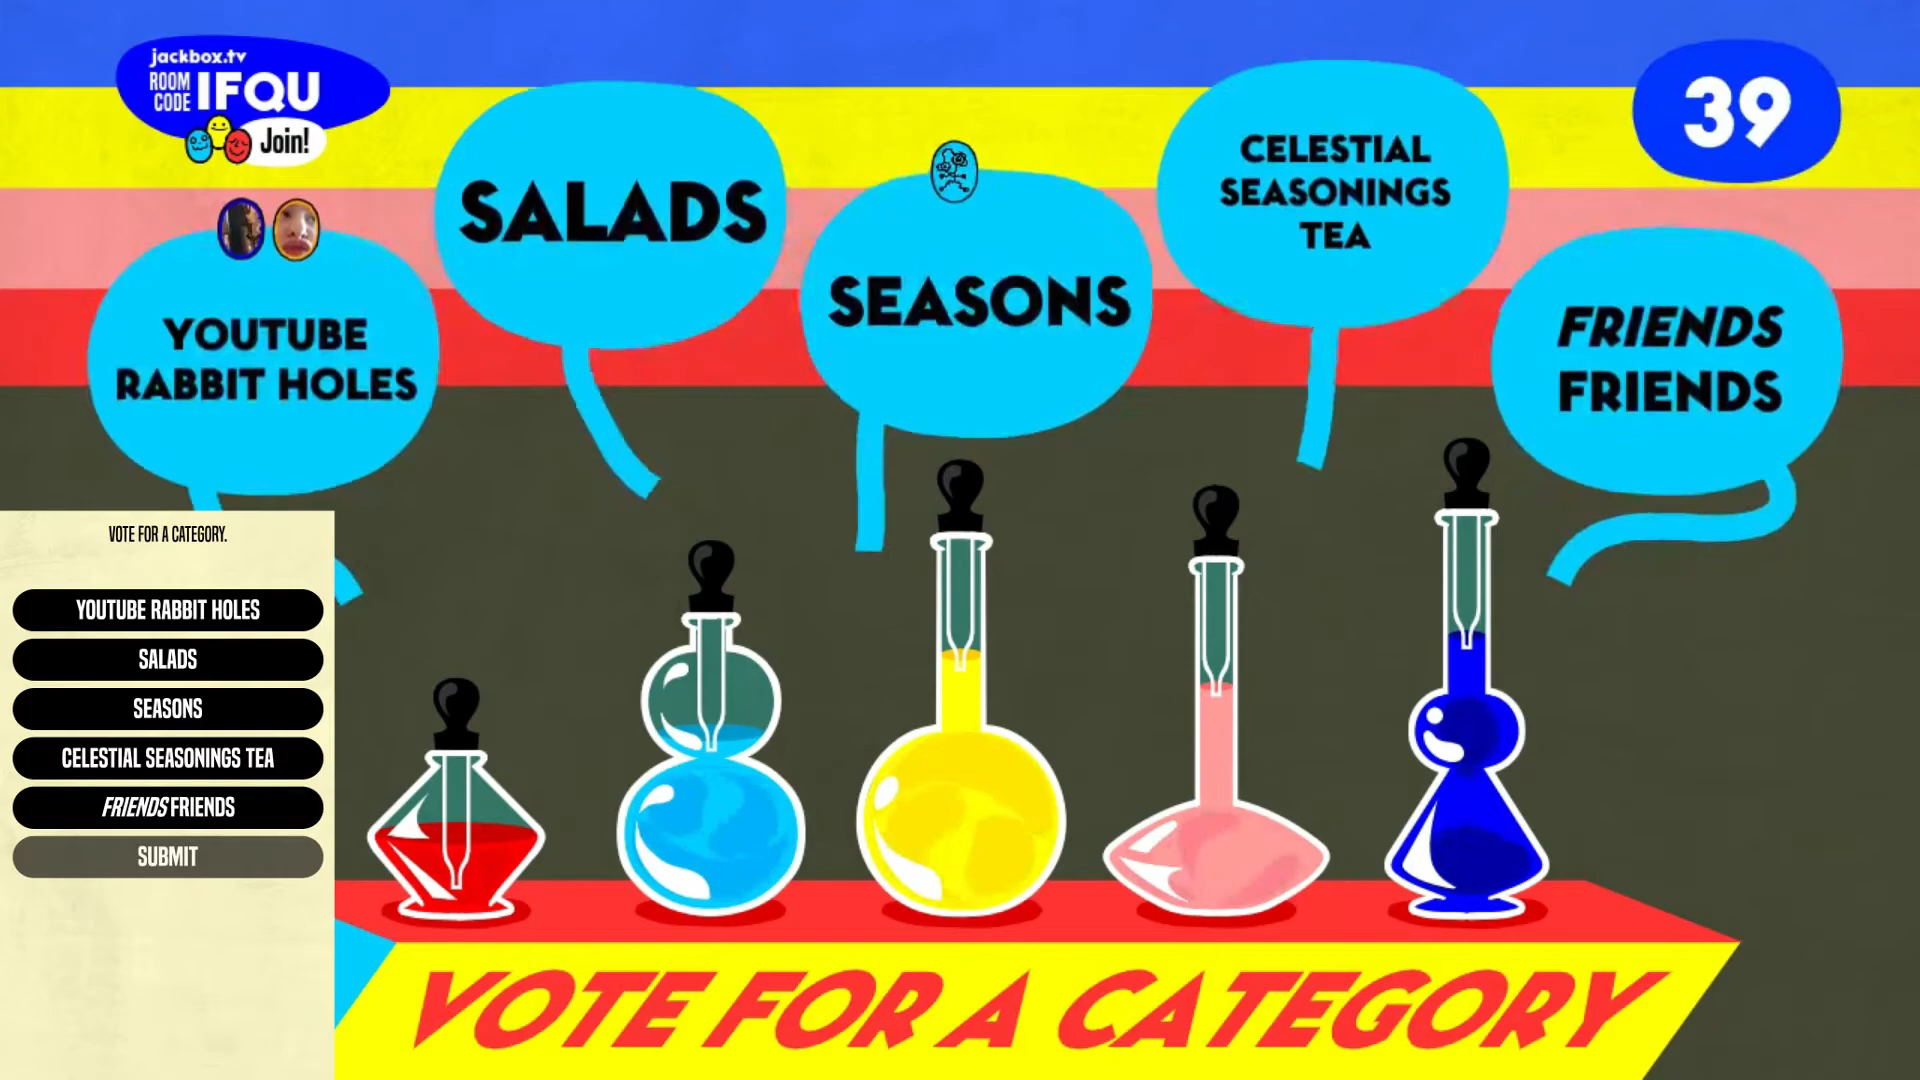 jackbox.tv
ROOM CODE IFQU
Join!
39
YOUTUBE
RABBIT HOLES
SALADS
SEASONS
CELESTIAL
SEASONINGS
TEA
FRIENDS
FRIENDS
VOTE FOR A CATEGORY.
YOUTUBE RABBIT HOLES
SALADS
SEASONS
CELESTIAL SEASONINGS TEA
FRIENDS FRIENDS
SUBMIT
VOTE FOR A CATEGORY